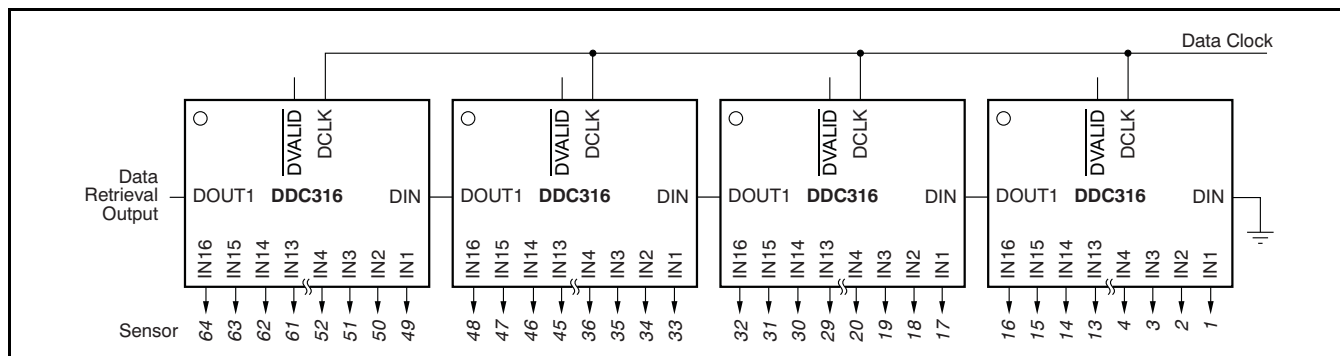 Data Clock
DVALID DCLK DVALID DCLK DVALID DCLK DVALID DCLK
Data
Retrieval
Output
DOUT1 DDC316 DIN DOUT1 DDC316 DIN DOUT1 DDC316 DIN DOUT1 DDC316 DIN
IN16 IN15 IN14 IN13 IN4 IN3 IN2 IN1 IN16 IN15 IN14 IN13 IN4 IN3 IN2 IN1 IN16 IN15 IN14 IN13 IN4 IN3 IN2 IN1 IN16 IN15 IN14 IN13 IN4 IN3 IN2 IN1
Sensor 64 63 62 61 52 51 50 49 48 47 46 45 36 35 34 33 32 31 30 29 20 19 18 17 16 15 14 13 4 3 2 1